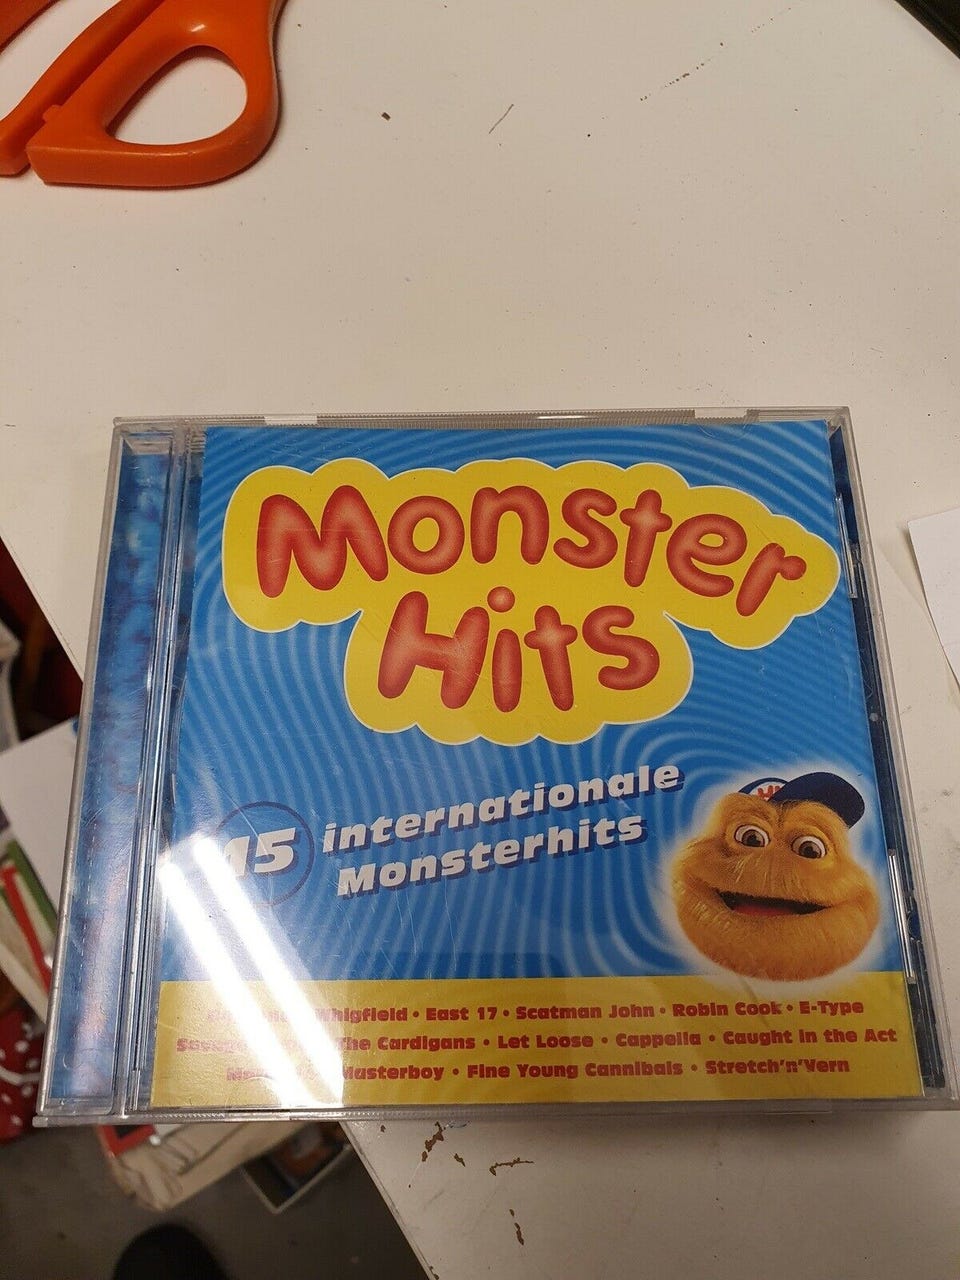 Monster
Hits
15
internationale
Monsterhits
Whigfield • East 17 • Scatman John • Robin Cook • E-Type
Savage The Cardigans • Let Loose • Cappella • Caught in the Act
Masterboy • Fine Young Cannibals • Stretch'n'Vern